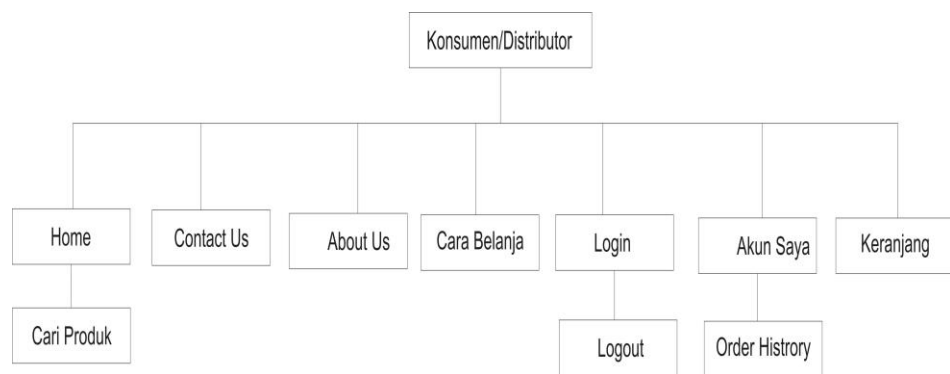 Konsumen/Distributor
Home
Contact Us
About Us
Cara Belanja
Login
Akun Saya
Keranjang
Cari Produk
Logout
Order Histrory